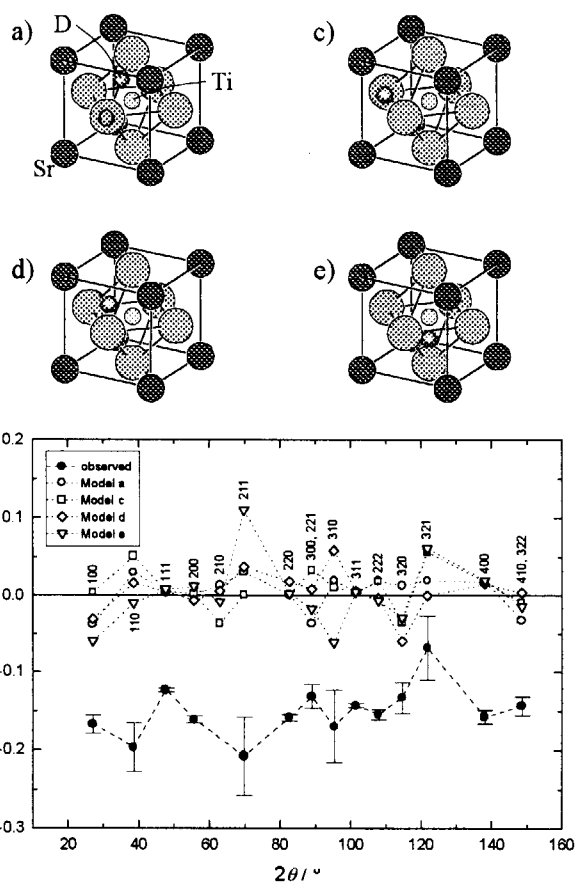 a)
D
c)
Ti
Sr
d)
e)
0.2
0.1
0.0
-0.1
-0.2
-0.3
observed
Model a
Model c
Model d
Model e
100
110
111
200
210
211
220
300, 221
310
311
222
320
321
400
410, 322
20 40 60 80 100 120 140 160
2θ / °